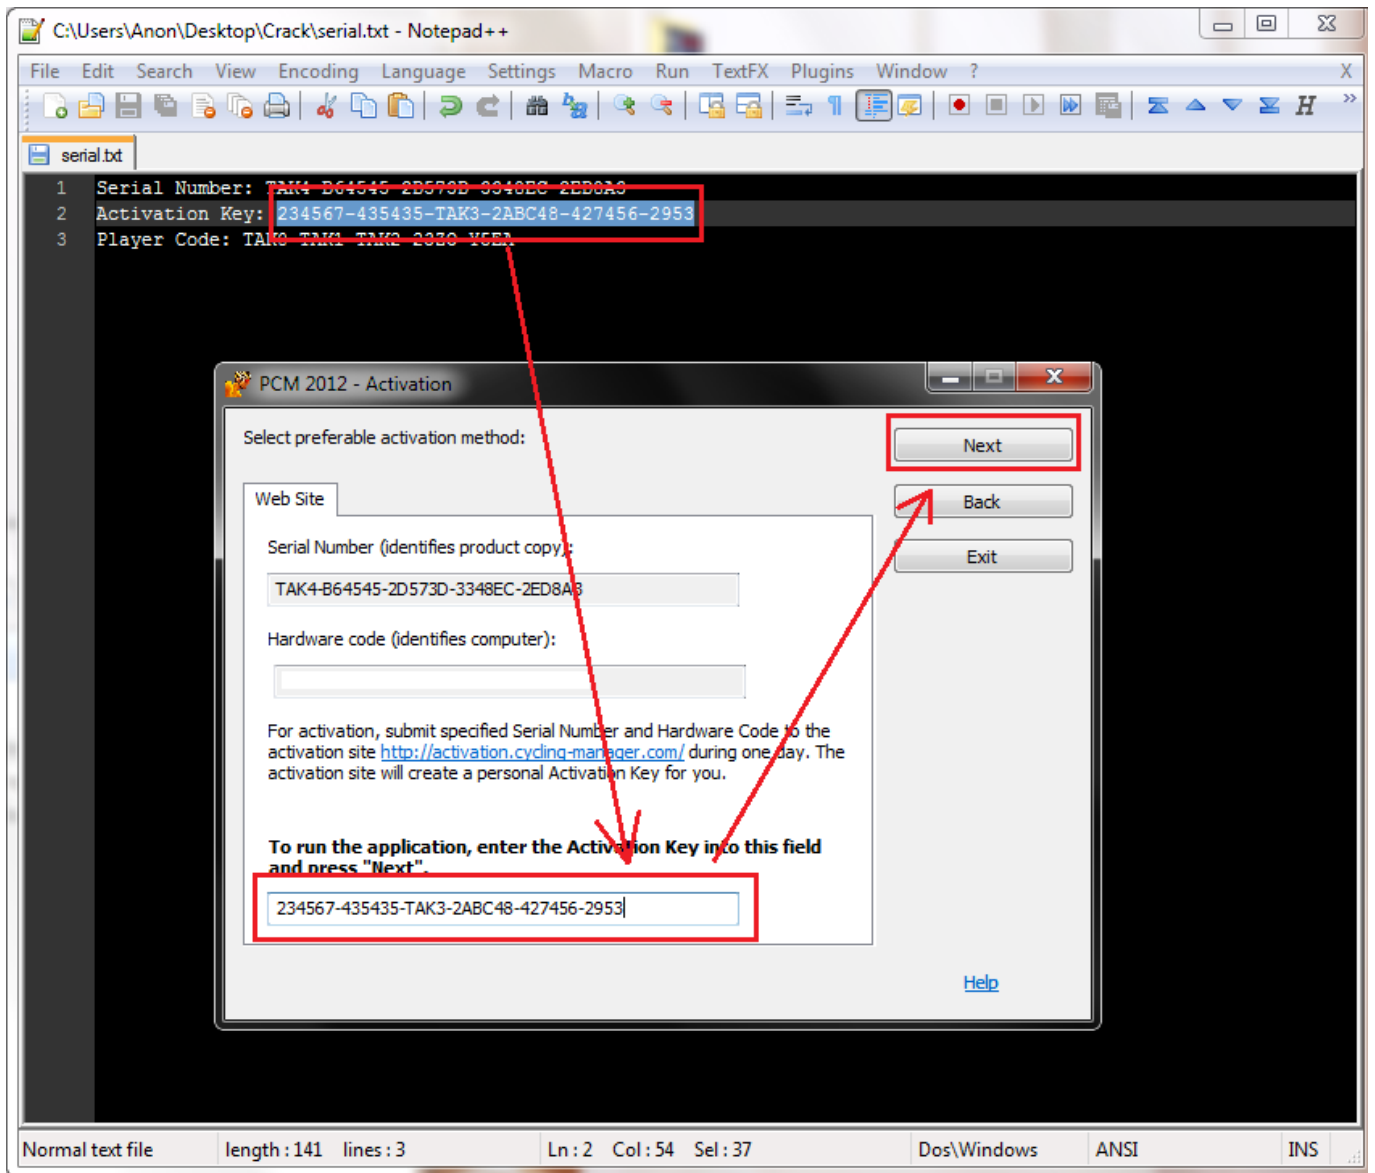 C:\Users\Anon\Desktop\Crack\serial.txt - Notepad++
File Edit Search View Encoding Language Settings Macro Run TextFX Plugins Window ? X
serial.txt
1 Serial Number: TAK4-B64545-2D573D-3348EC-2ED8A3
2 Activation Key: 234567-435435-TAK3-2ABC48-427456-2953
3 Player Code:
PCM 2012 - Activation
Select preferable activation method:
Next
Web Site
Back
Serial Number (identifies product copy):
Exit
TAK4-B64545-2D573D-3348EC-2ED8A3
Hardware code (identifies computer):
For activation, submit specified Serial Number and Hardware Code to the
activation site http://activation.cycling-manager.com/ during one day. The
activation site will create a personal Activation Key for you.
To run the application, enter the Activation Key into this field
and press "Next".
234567-435435-TAK3-2ABC48-427456-2953
Help
Normal text file length : 141 lines : 3 Ln : 2 Col : 54 Sel : 37 Dos\Windows ANSI INS